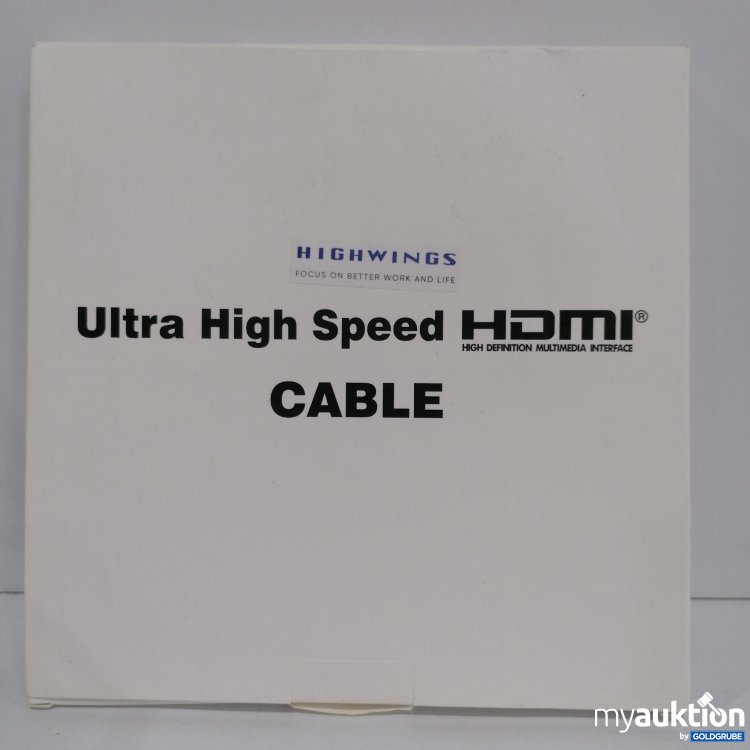 HIGHWINGS
FOCUS ON BETTER WORK AND LIFE
Ultra High Speed HDMI®
HIGH DEFINITION MULTIMEDIA INTERFACE
CABLE
myauktion
by GOLDGRUBE